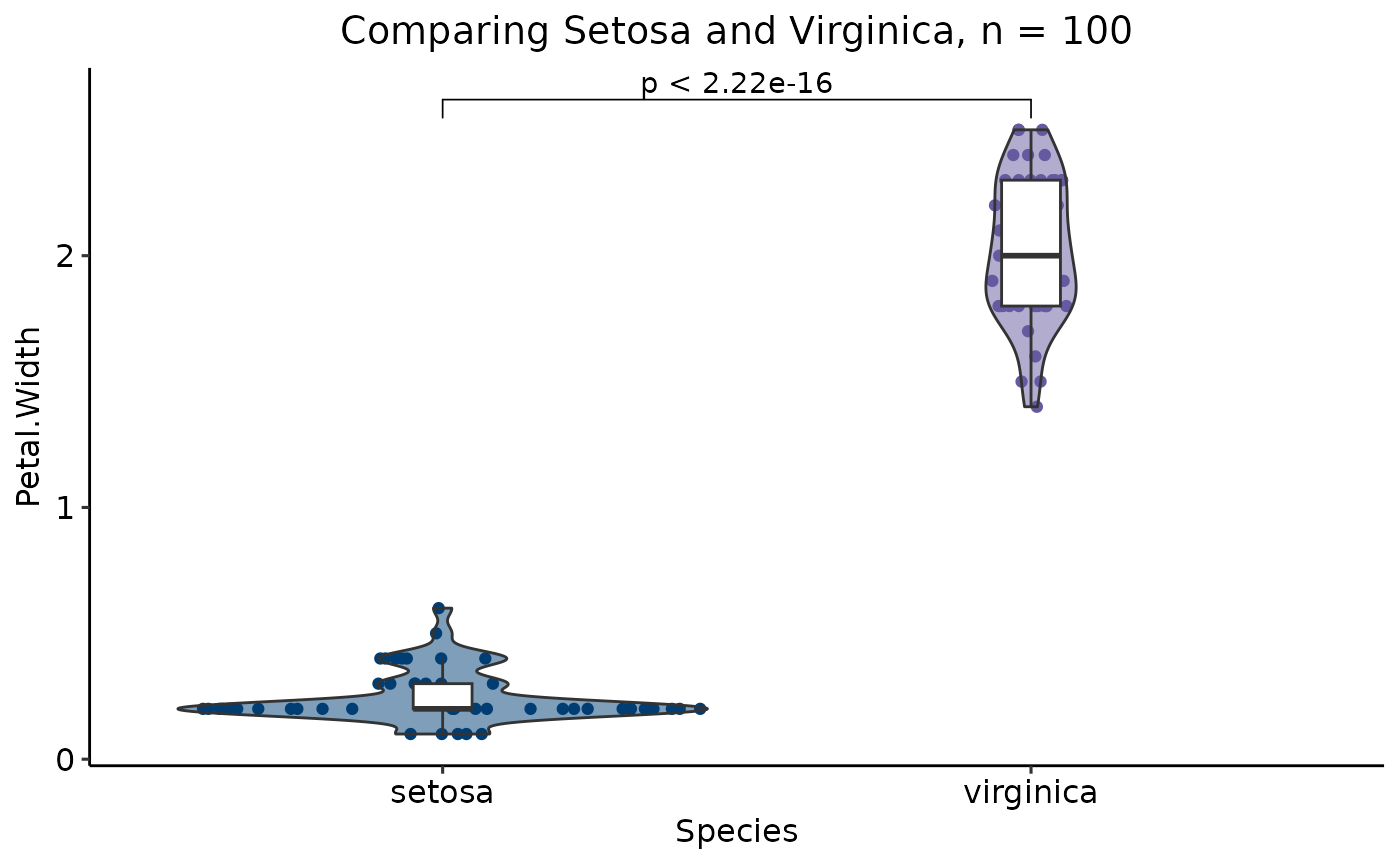 Comparing Setosa and Virginica, n = 100
p < 2.22e-16
2
1
0
Petal.Width
setosa
virginica
Species